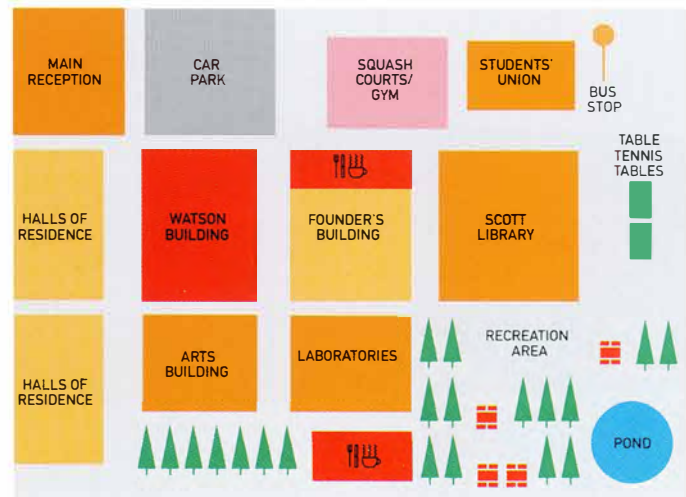 MAIN
RECEPTION
CAR
PARK
SQUASH
COURTS/
GYM
STUDENTS'
UNION
BUS
STOP
TABLE
TENNIS
TABLES
HALLS OF
RESIDENCE
WATSON
BUILDING
FOUNDER'S
BUILDING
SCOTT
LIBRARY
HALLS OF
RESIDENCE
ARTS
BUILDING
LABORATORIES
RECREATION
AREA
POND